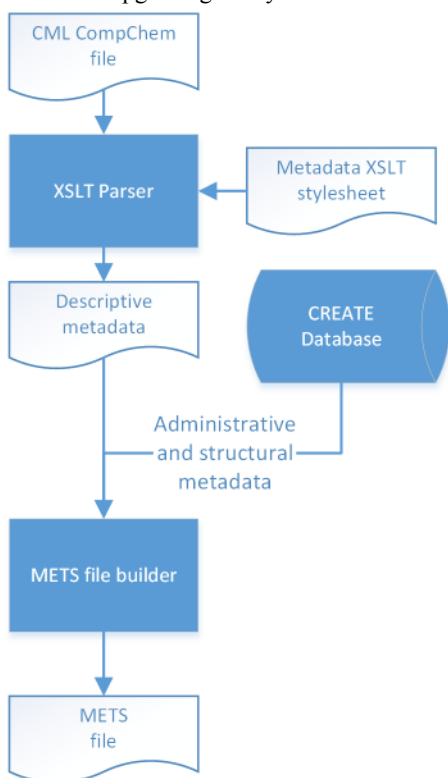 CML CompChem
file
XSLT Parser
Metadata XSLT
stylesheet
Descriptive
metadata
CREATE
Database
Administrative
and structural
metadata
METS file builder
METS
file